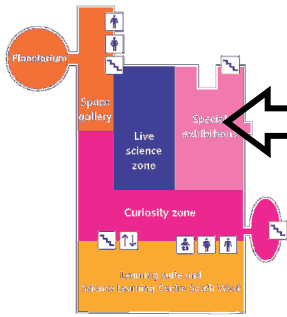 Planetarium
Space
gallery
Live
science
zone
Special
exhibitions
Curiosity zone
Learning suite and
Science Learning Centre South West